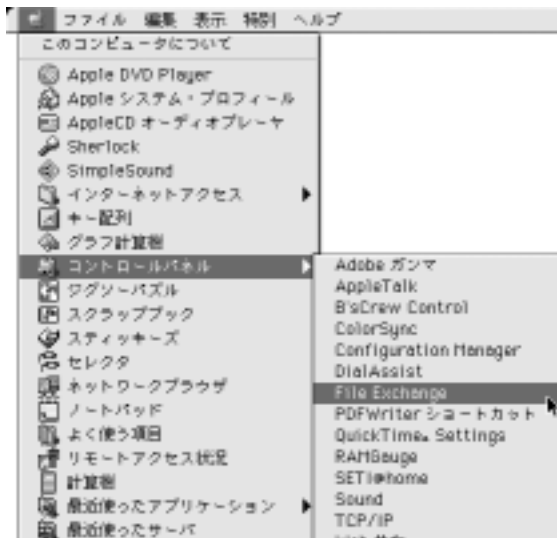 ファイル 編集 表示 特別 ヘルプ
このコンピュータについて
Apple DVD Player
Apple システム・プロフィール
AppleCD オーディオプレーヤ
Sherlock
SimpleSound
インターネットアクセス
キー配列
グラフ計算機
コントロールパネル
ジグソーパズル
スクラップブック
スティッキーズ
セレクタ
ネットワークブラウザ
ノートパッド
よく使う項目
リモートアクセス状況
計算機
最近使ったアプリケーション
最近使ったサーバ
Adobe ガンマ
AppleTalk
B'sCrew Control
ColorSync
Configuration Manager
DialAssist
File Exchange
PDFWriter ショートカット
QuickTime™ Settings
RAMGauge
SETI@home
Sound
TCP/IP